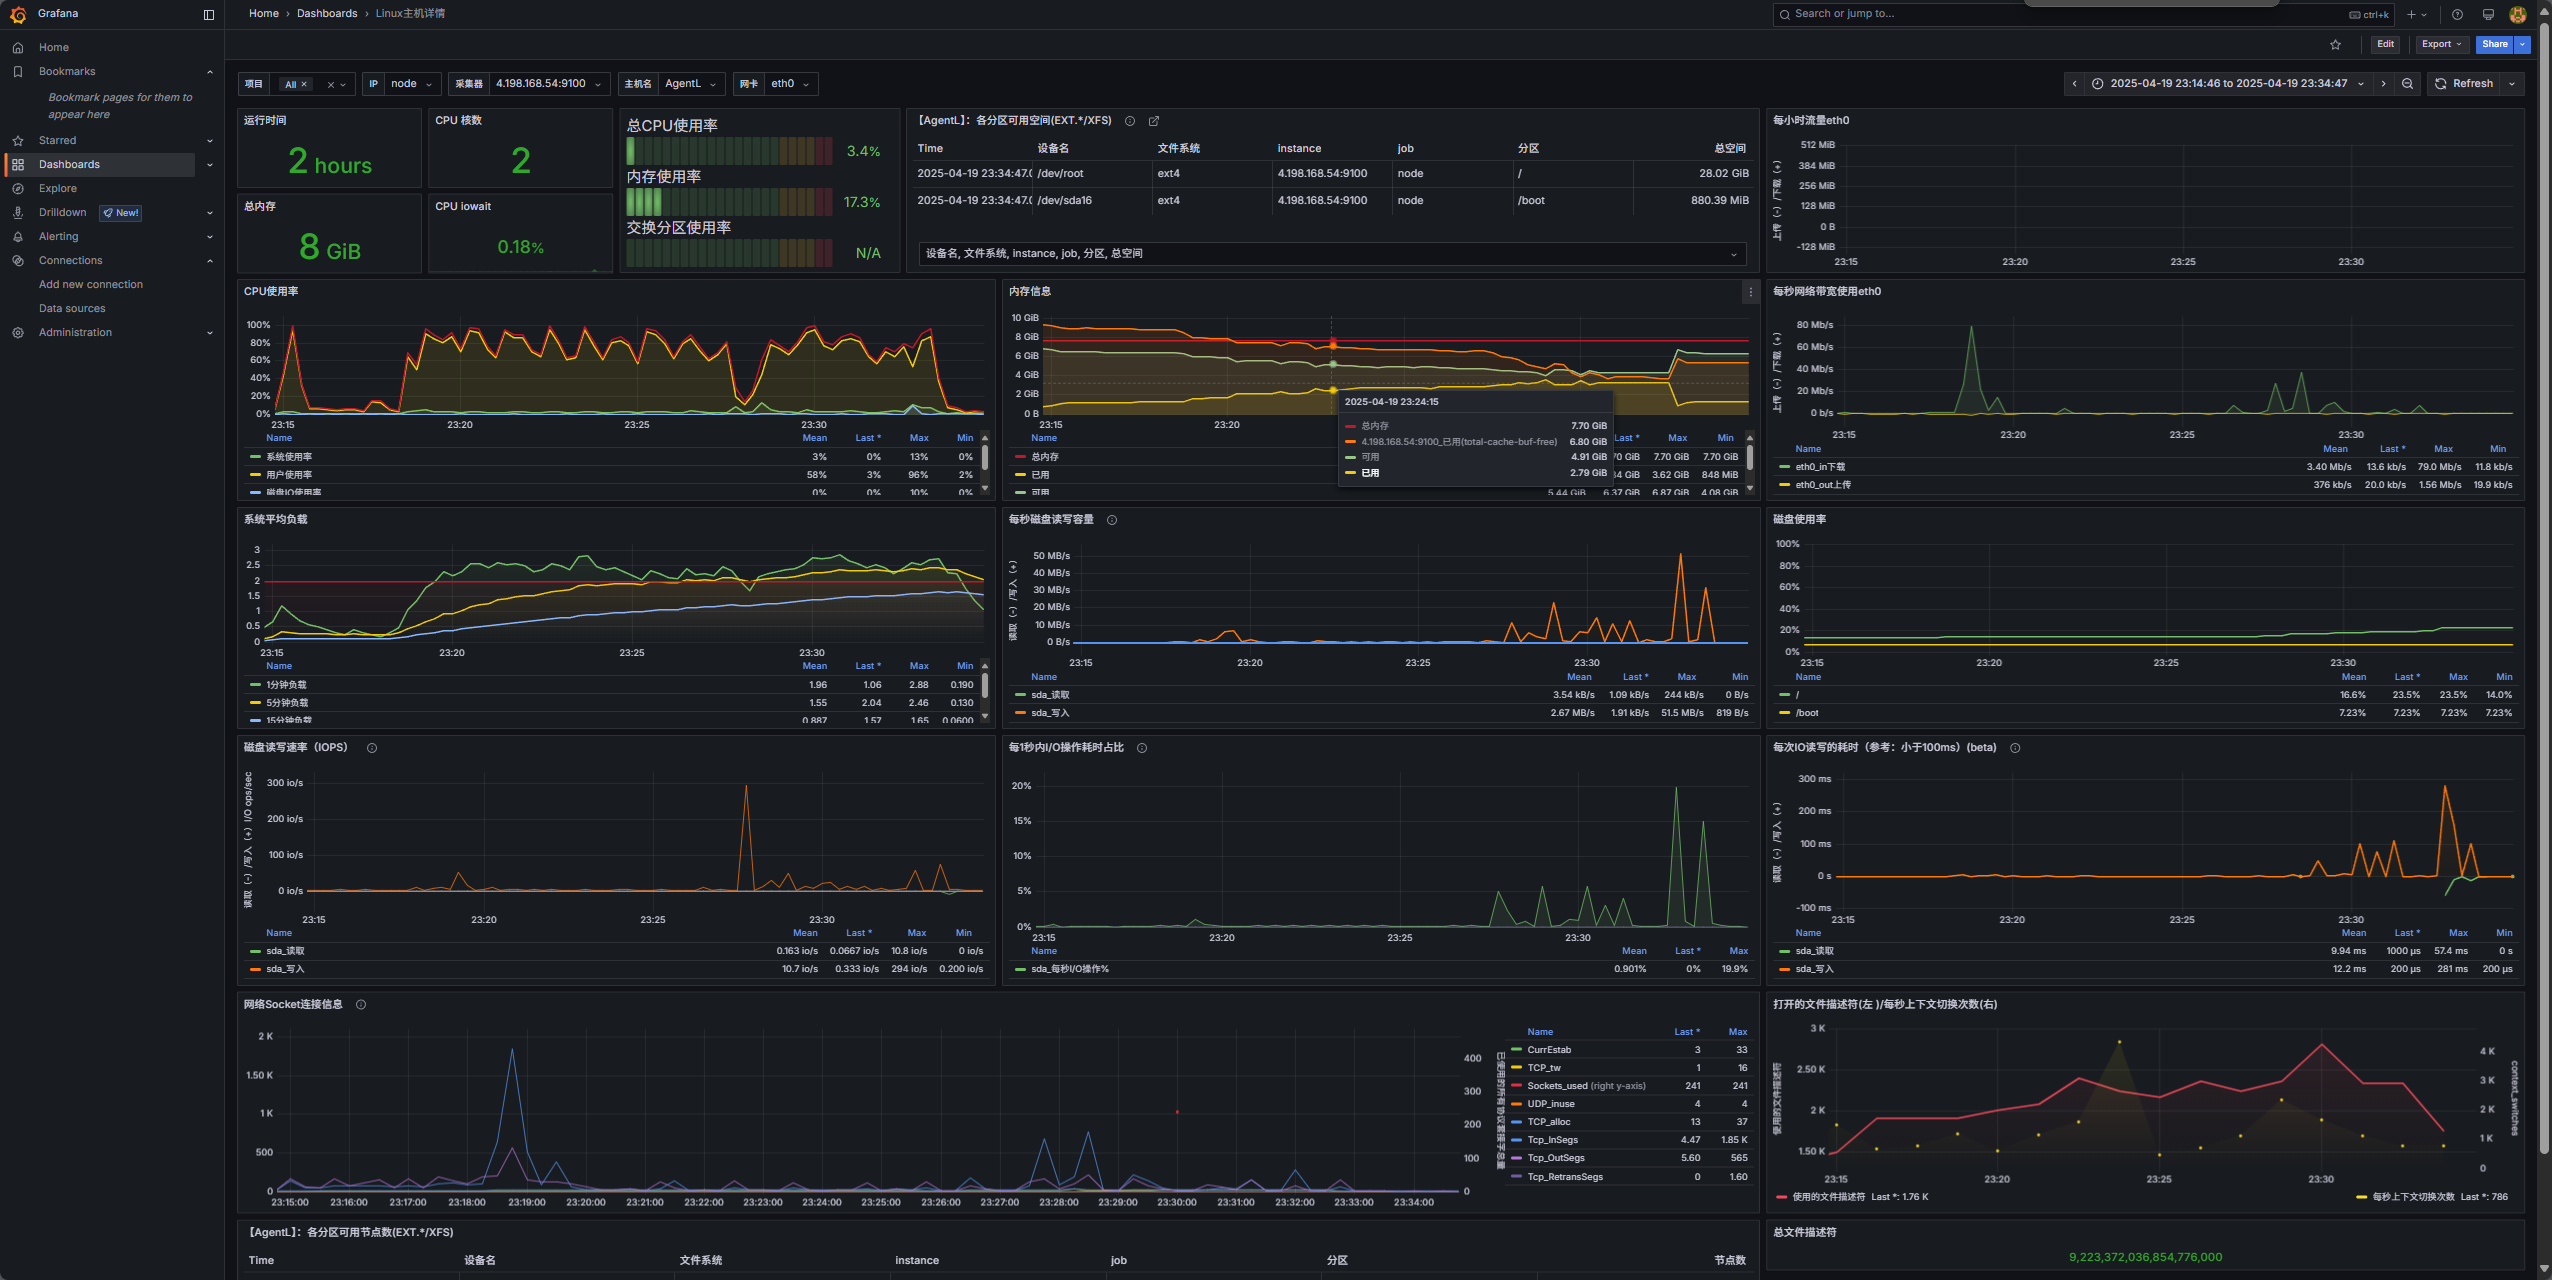 Grafana
Home › Dashboards › Linux主机详情
Search or jump to...
ctrl+k
Home
Bookmarks
Bookmark pages for them to
appear here
Starred
Dashboards
Explore
Drilldown New!
Alerting
Connections
Add new connection
Data sources
Administration
Edit
Export
Share
项目 All ×
IP node
采集器 4.198.168.54:9100
主机名 AgentL
网卡 eth0
2025-04-19 23:14:46 to 2025-04-19 23:34:47
Refresh
运行时间
2 hours
CPU 核数
2
总内存
8 GiB
CPU iowait
0.18%
总CPU使用率
3.4%
内存使用率
17.3%
交换分区使用率
N/A
【AgentL】：各分区可用空间(EXT.*/XFS)
Time 设备名 文件系统 instance job 分区 总空间
2025-04-19 23:34:47.0 /dev/root ext4 4.198.168.54:9100 node / 28.02 GiB
2025-04-19 23:34:47.0 /dev/sda16 ext4 4.198.168.54:9100 node /boot 880.39 MiB
设备名, 文件系统, instance, job, 分区, 总空间
每小时流量eth0
上传（-）/下载（+）
512 MiB
384 MiB
256 MiB
128 MiB
0 B
-128 MiB
23:15 23:20 23:25 23:30
CPU使用率
100%
80%
60%
40%
20%
0%
23:15 23:20 23:25 23:30
Name Mean Last * Max Min
系统使用率 3% 0% 13% 0%
用户使用率 58% 3% 96% 2%
磁盘IO使用率 0% 0% 10% 0%
内存信息
10 GiB
8 GiB
6 GiB
4 GiB
2 GiB
0 B
23:15 23:20
Name Last * Max Min
总内存 70 GiB 7.70 GiB 7.70 GiB
已用 34 GiB 3.62 GiB 848 MiB
可用 5.44 GiB 6.37 GiB 6.87 GiB 4.08 GiB
2025-04-19 23:24:15
总内存 7.70 GiB
4.198.168.54:9100_已用(total-cache-buf-free) 6.80 GiB
可用 4.91 GiB
已用 2.79 GiB
每秒网络带宽使用eth0
上传（-）/下载（+）
80 Mb/s
60 Mb/s
40 Mb/s
20 Mb/s
0 b/s
23:15 23:20 23:25 23:30
Name Mean Last * Max Min
eth0_in下载 3.40 Mb/s 13.6 kb/s 79.0 Mb/s 11.8 kb/s
eth0_out上传 376 kb/s 20.0 kb/s 1.56 Mb/s 19.9 kb/s
系统平均负载
3
2.5
2
1.5
1
0.5
0
23:15 23:20 23:25 23:30
Name Mean Last * Max Min
1分钟负载 1.96 1.06 2.88 0.190
5分钟负载 1.55 2.04 2.46 0.130
15分钟负载 0.887 1.57 1.65 0.0600
每秒磁盘读写容量
读取（-）/写入（+）
50 MB/s
40 MB/s
30 MB/s
20 MB/s
10 MB/s
0 B/s
23:15 23:20 23:25 23:30
Name Mean Last * Max Min
sda_读取 3.54 kB/s 1.09 kB/s 244 kB/s 0 B/s
sda_写入 2.67 MB/s 1.91 kB/s 51.5 MB/s 819 B/s
磁盘使用率
100%
80%
60%
40%
20%
0%
23:15 23:20 23:25 23:30
Name Mean Last * Max Min
/ 16.6% 23.5% 23.5% 14.0%
/boot 7.23% 7.23% 7.23% 7.23%
磁盘读写速率（IOPS）
读取（-）/写入（+）I/O ops/sec
300 io/s
200 io/s
100 io/s
0 io/s
23:15 23:20 23:25 23:30
Name Mean Last * Max Min
sda_读取 0.163 io/s 0.0667 io/s 10.8 io/s 0 io/s
sda_写入 10.7 io/s 0.333 io/s 294 io/s 0.200 io/s
每1秒内I/O操作耗时占比
20%
15%
10%
5%
0%
23:15 23:20 23:25 23:30
Name Mean Last * Max
sda_每秒I/O操作% 0.901% 0% 19.9%
每次IO读写的耗时（参考：小于100ms）(beta)
读取（-）/写入（+）
300 ms
200 ms
100 ms
0 s
-100 ms
23:15 23:20 23:25 23:30
Name Mean Last * Max Min
sda_读取 9.94 ms 1000 µs 57.4 ms 0 s
sda_写入 12.2 ms 200 µs 281 ms 200 µs
网络Socket连接信息
2 K
1.50 K
1 K
500
0
400
300
200
100
0
已使用的所有协议套接字总量
23:15:00 23:16:00 23:17:00 23:18:00 23:19:00 23:20:00 23:21:00 23:22:00 23:23:00 23:24:00 23:25:00 23:26:00 23:27:00 23:28:00 23:29:00 23:30:00 23:31:00 23:32:00 23:33:00 23:34:00
Name Last * Max
CurrEstab 3 33
TCP_tw 1 16
Sockets_used (right y-axis) 241 241
UDP_inuse 4 4
TCP_alloc 13 37
Tcp_InSegs 4.47 1.85 K
Tcp_OutSegs 5.60 565
Tcp_RetransSegs 0 1.60
打开的文件描述符(左 )/每秒上下文切换次数(右)
使用的文件描述符
3 K
2.50 K
2 K
1.50 K
4 K
3 K
2 K
1 K
0
context_switches
23:15 23:20 23:25 23:30
使用的文件描述符 Last *: 1.76 K
每秒上下文切换次数 Last *: 786
【AgentL】：各分区可用节点数(EXT.*/XFS)
Time 设备名 文件系统 instance job 分区 节点数
总文件描述符
9,223,372,036,854,776,000